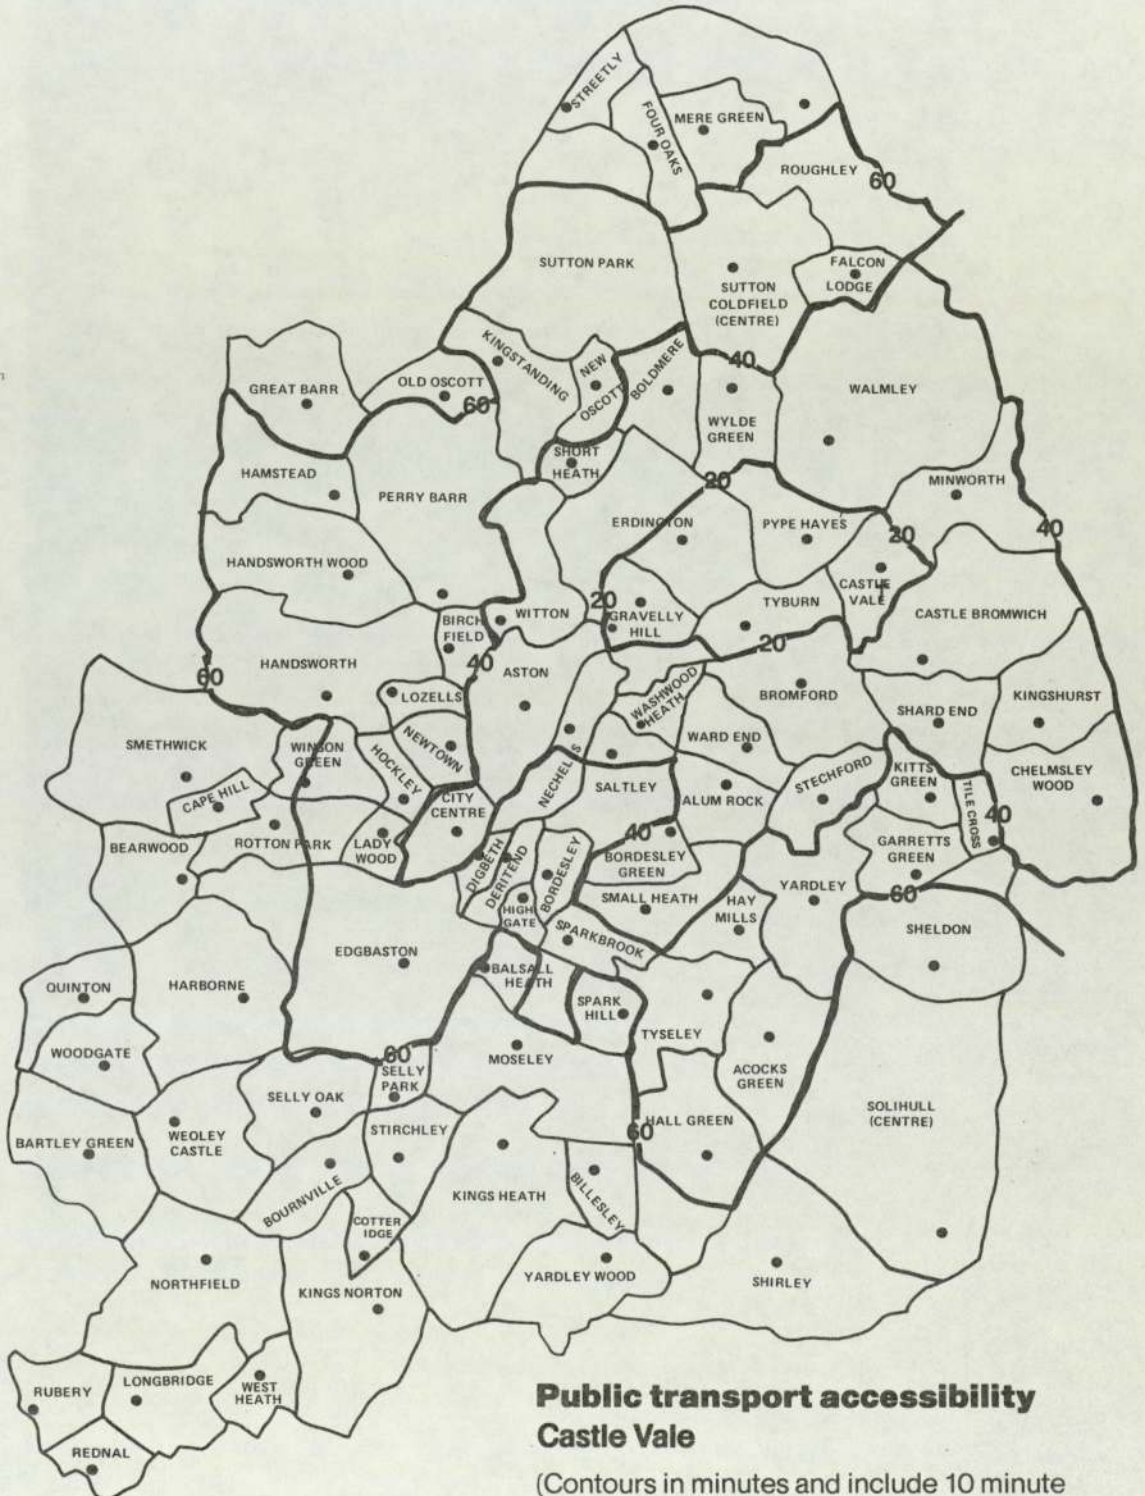 STREETLY
FOUR OAKS
MERE GREEN
ROUGHLEY
60
SUTTON PARK
SUTTON
COLDFIELD
(CENTRE)
FALCON
LODGE
KINGSTANDING
NEW
OSCOTT
BOLDMERE
40
GREAT BARR
OLD OSCOTT
60
WYLDE
GREEN
WALMLEY
HAMSTEAD
SHORT
HEATH
PERRY BARR
20
MINWORTH
ERDINGTON
PYPE HAYES
20
40
HANDSWORTH WOOD
CASTLE
VALE
BIRCH
FIELD
WITTON
20
GRAVELLY
HILL
TYBURN
CASTLE BROMWICH
20
HANDSWORTH
60
40
ASTON
LOZELLS
WASHWOOD
HEATH
BROMFORD
KINGSHURST
SHARD END
SMETHWICK
WINSON
GREEN
HOCKLEY
NEWTOWN
WARD END
NECHELLS
SALTLEY
STECHFORD
KITTS
GREEN
CHELMSLEY
WOOD
CAPE HILL
CITY
CENTRE
ALUM ROCK
TILE CROSS
40
BEARWOOD
ROTTON PARK
LADY
WOOD
DIGBETH
DERITEND
BORDESLEY
40
BORDESLEY
GREEN
GARRETTS
GREEN
YARDLEY
60
SMALL HEATH
HAY
MILLS
HIGH
GATE
SPARKBROOK
SHELDON
EDGBASTON
BALSALL
HEATH
QUINTON
HARBORNE
SPARK
HILL
TYSELEY
WOODGATE
60
MOSELEY
SELLY
PARK
ACOCKS
GREEN
SELLY OAK
SOLIHULL
(CENTRE)
BARTLEY GREEN
WEOLEY
CASTLE
STIRCHLEY
60
HALL GREEN
BOURNVILLE
KINGS HEATH
BILLESLEY
COTTER
IDGE
NORTHFIELD
KINGS NORTON
YARDLEY WOOD
SHIRLEY
RUBERY
LONGBRIDGE
WEST
HEATH
REDNAL
Public transport accessibility
Castle Vale
(Contours in minutes and include 10 minute